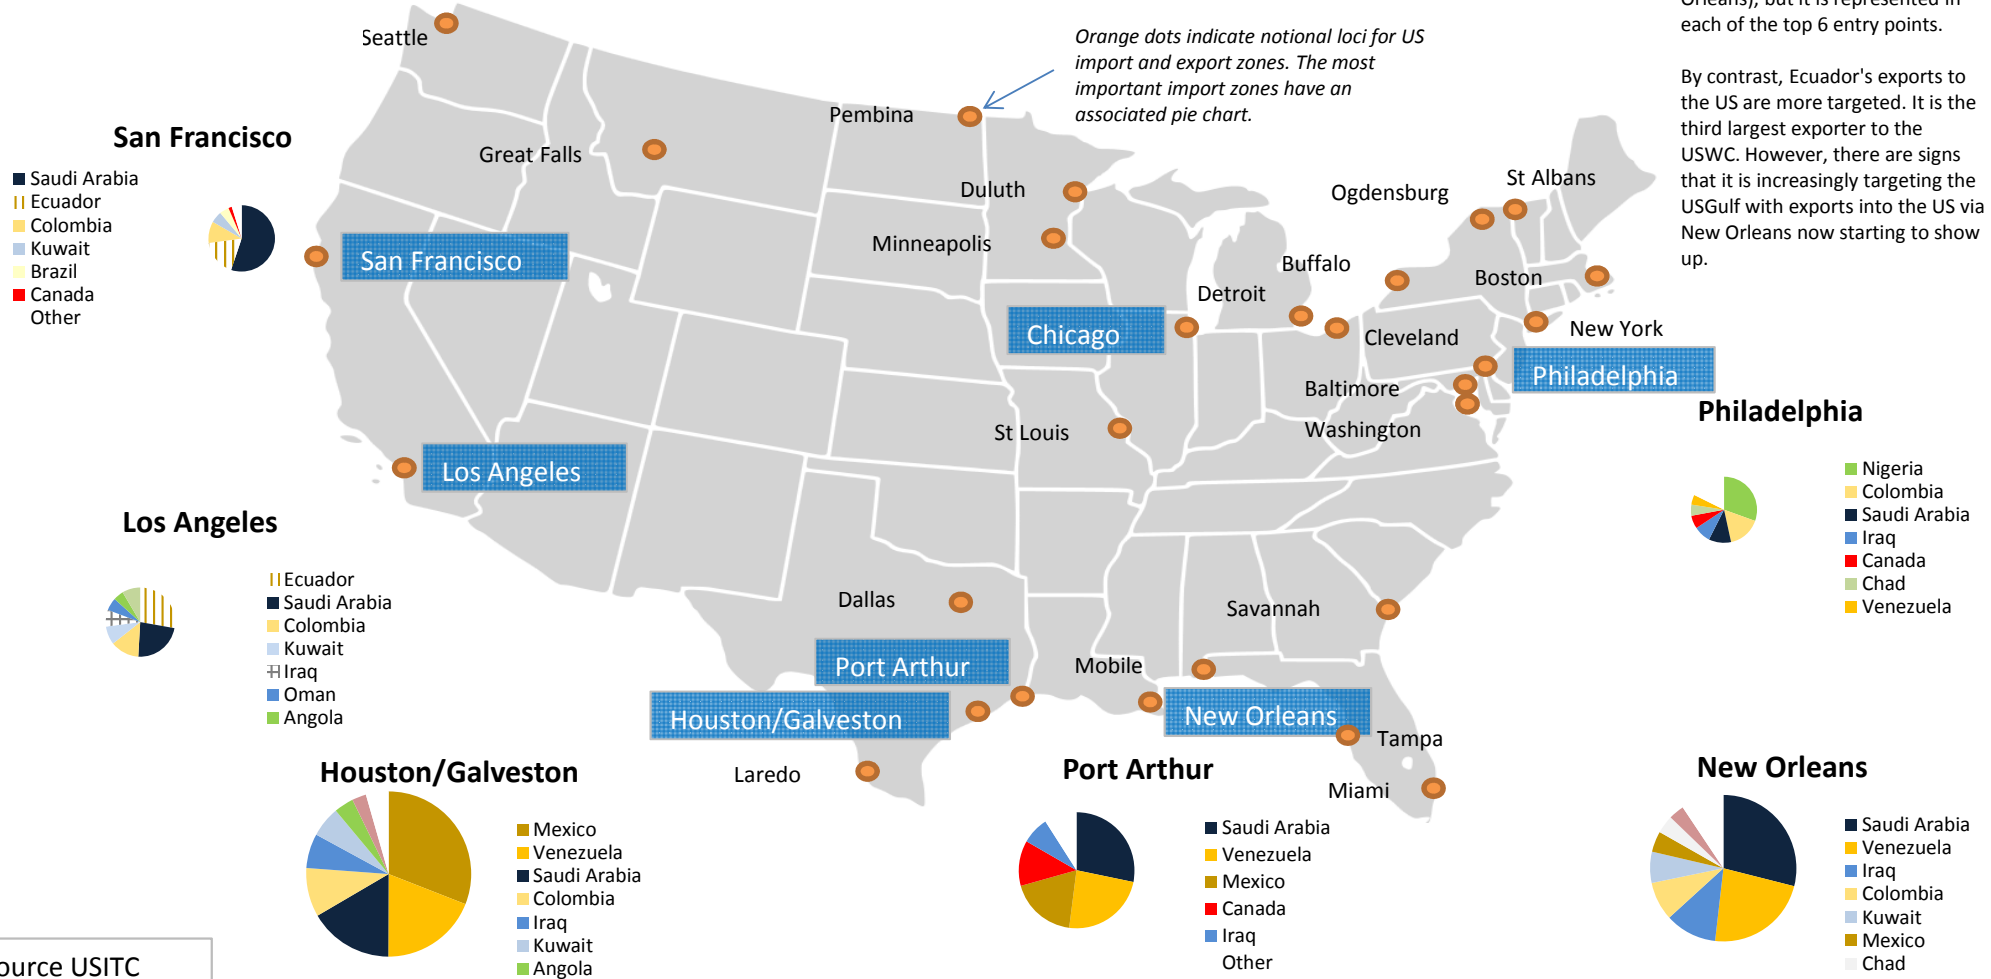 each of the top 6 entry points.
By contrast, Ecuador's exports to
the US are more targeted. It is the
third largest exporter to the
USWC. However, there are signs
that it is increasingly targeting the
USGulf with exports into the US via
New Orleans now starting to show
up.
Orange dots indicate notional loci for US
import and export zones. The most
important import zones have an
associated pie chart.
Seattle
Pembina
Great Falls
Duluth
Minneapolis
Ogdensburg
St Albans
Buffalo
Boston
Detroit
San Francisco
Chicago
Cleveland
New York
Philadelphia
Baltimore
Washington
St Louis
Los Angeles
Dallas
Savannah
Port Arthur
Mobile
Houston/Galveston
New Orleans
Tampa
Laredo
Miami
San Francisco
Saudi Arabia
Ecuador
Colombia
Kuwait
Brazil
Canada
Other
Los Angeles
Ecuador
Saudi Arabia
Colombia
Kuwait
Iraq
Oman
Angola
Philadelphia
Nigeria
Colombia
Saudi Arabia
Iraq
Canada
Chad
Venezuela
Houston/Galveston
Mexico
Venezuela
Saudi Arabia
Colombia
Iraq
Kuwait
Angola
Port Arthur
Saudi Arabia
Venezuela
Mexico
Canada
Iraq
Other
New Orleans
Saudi Arabia
Venezuela
Iraq
Colombia
Kuwait
Mexico
Chad
USITC